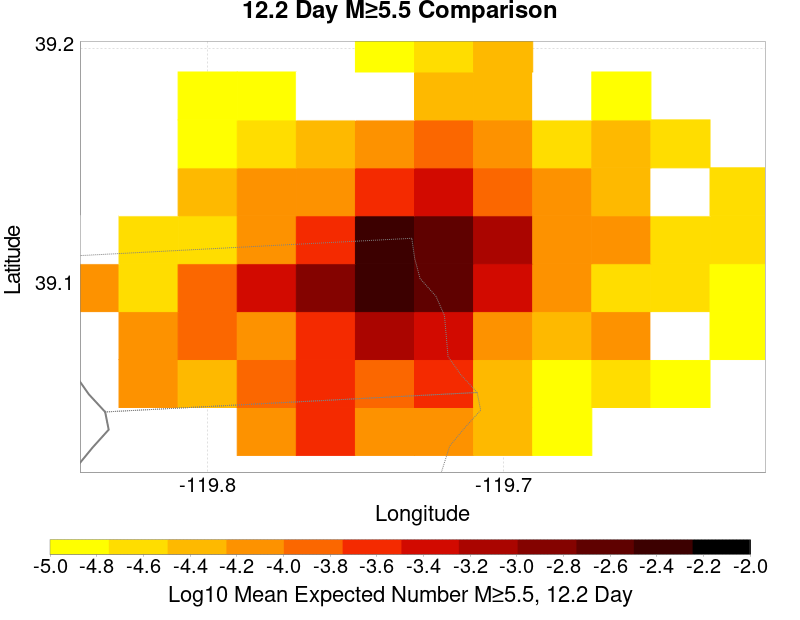 12.2 Day M≥5.5 Comparison
39.2
39.1
Latitude
-119.8 -119.7
Longitude
-5.0 -4.8 -4.6 -4.4 -4.2 -4.0 -3.8 -3.6 -3.4 -3.2 -3.0 -2.8 -2.6 -2.4 -2.2 -2.0
Log10 Mean Expected Number M≥5.5, 12.2 Day